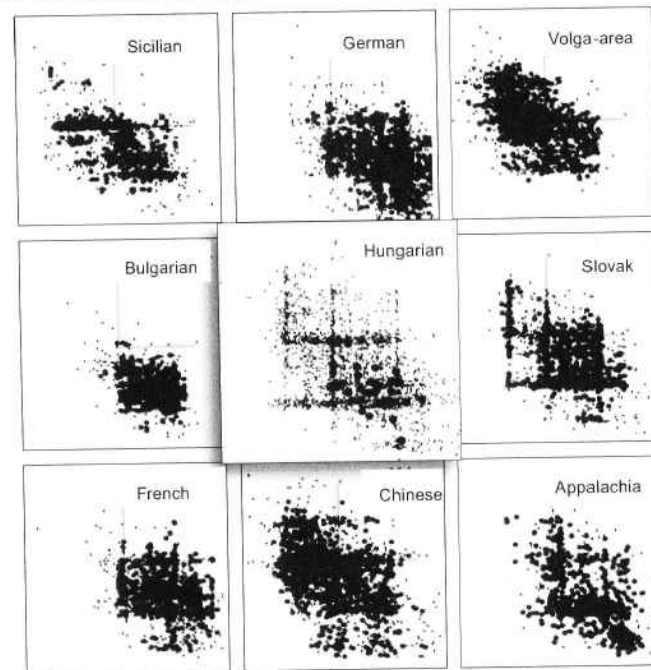 Sicilian
German
Volga-area
Bulgarian
Hungarian
Slovak
French
Chinese
Appalachia